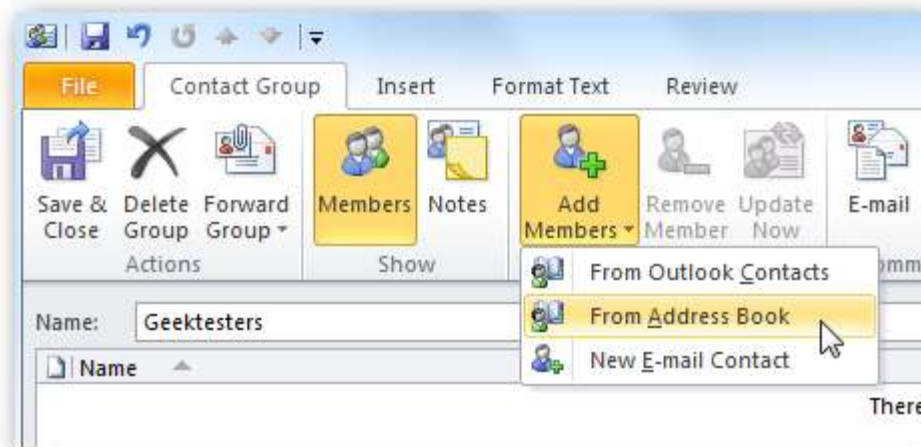 File Contact Group Insert Format Text Review
Save & Close
Delete Group
Forward Group
Members
Notes
Add Members
Remove Member
Update Now
E-mail
Actions
Show
From Outlook Contacts
From Address Book
New E-mail Contact
Name: Geektesters
Name
There